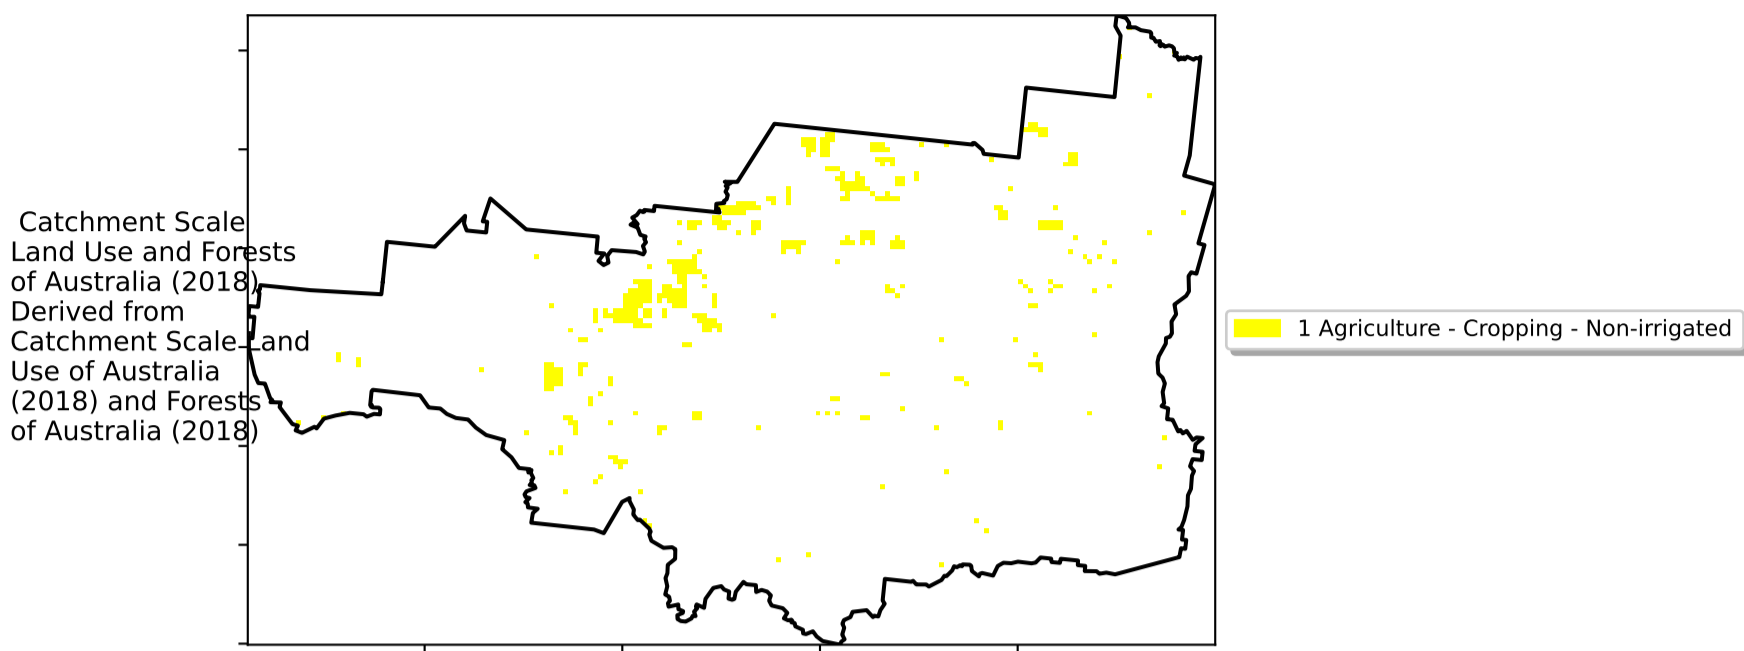 Catchment Scale
Land Use and Forests
of Australia (2018)
Derived from
Catchment Scale Land
Use of Australia
(2018) and Forests
of Australia (2018)
1 Agriculture - Cropping - Non-irrigated